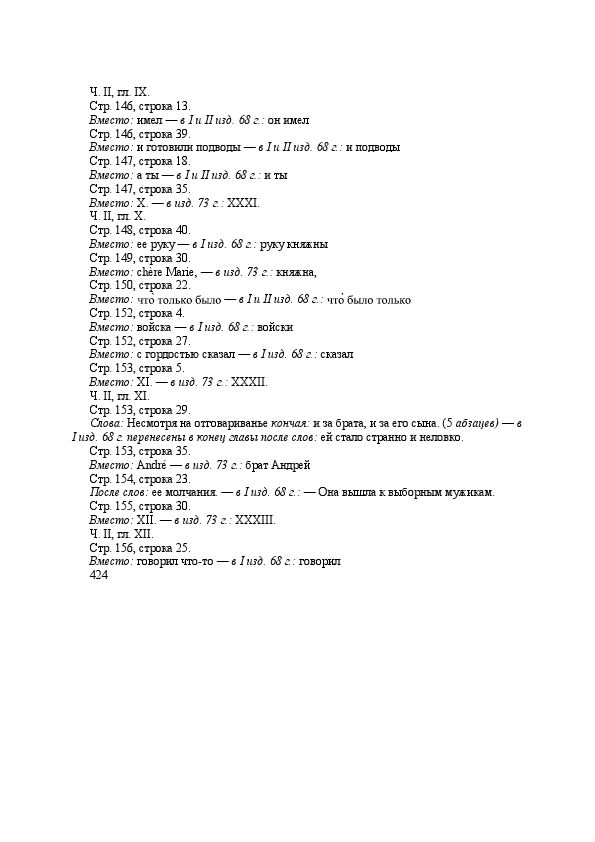 Ч. II, гл. IX.
Стр. 146, строка 13.
Вместо: имел — в I и II изд. 68 г.: он имел
Стр. 146, строка 39.
Вместо: и готовили подводы — в I и II изд. 68 г.: и подводы
Стр. 147, строка 18.
Вместо: а ты — в I и II изд. 68 г.: и ты
Стр. 147, строка 35.
Вместо: X. — в изд. 73 г.: XXXI.
Ч. II, гл. X.
Стр. 148, строка 40.
Вместо: ее руку — в I изд. 68 г.: руку княжны
Стр. 149, строка 30.
Вместо: chère Marie, — в изд. 73 г.: княжна,
Стр. 150, строка 22.
Вместо: что̀ только было — в I и II изд. 68 г.: что̀ было только
Стр. 152, строка 4.
Вместо: войска — в I изд. 68 г.: войски
Стр. 152, строка 27.
Вместо: с гордостью сказал — в I изд. 68 г.: сказал
Стр. 153, строка 5.
Вместо: XI. — в изд. 73 г.: XXXII.
Ч. II, гл. XI.
Стр. 153, строка 29.
Слова: Несмотря на отговариванье кончая: и за брата, и за его сына. (5 абзацев) — в
I изд. 68 г. перенесены в конец главы после слов: ей стало странно и неловко.
Стр. 153, строка 35.
Вместо: André — в изд. 73 г.: брат Андрей
Стр. 154, строка 23.
После слов: ее молчания. — в I изд. 68 г.: — Она вышла к выборным мужикам.
Стр. 155, строка 30.
Вместо: XII. — в изд. 73 г.: XXXIII.
Ч. II, гл. XII.
Стр. 156, строка 25.
Вместо: говорил что-то — в I изд. 68 г.: говорил
424